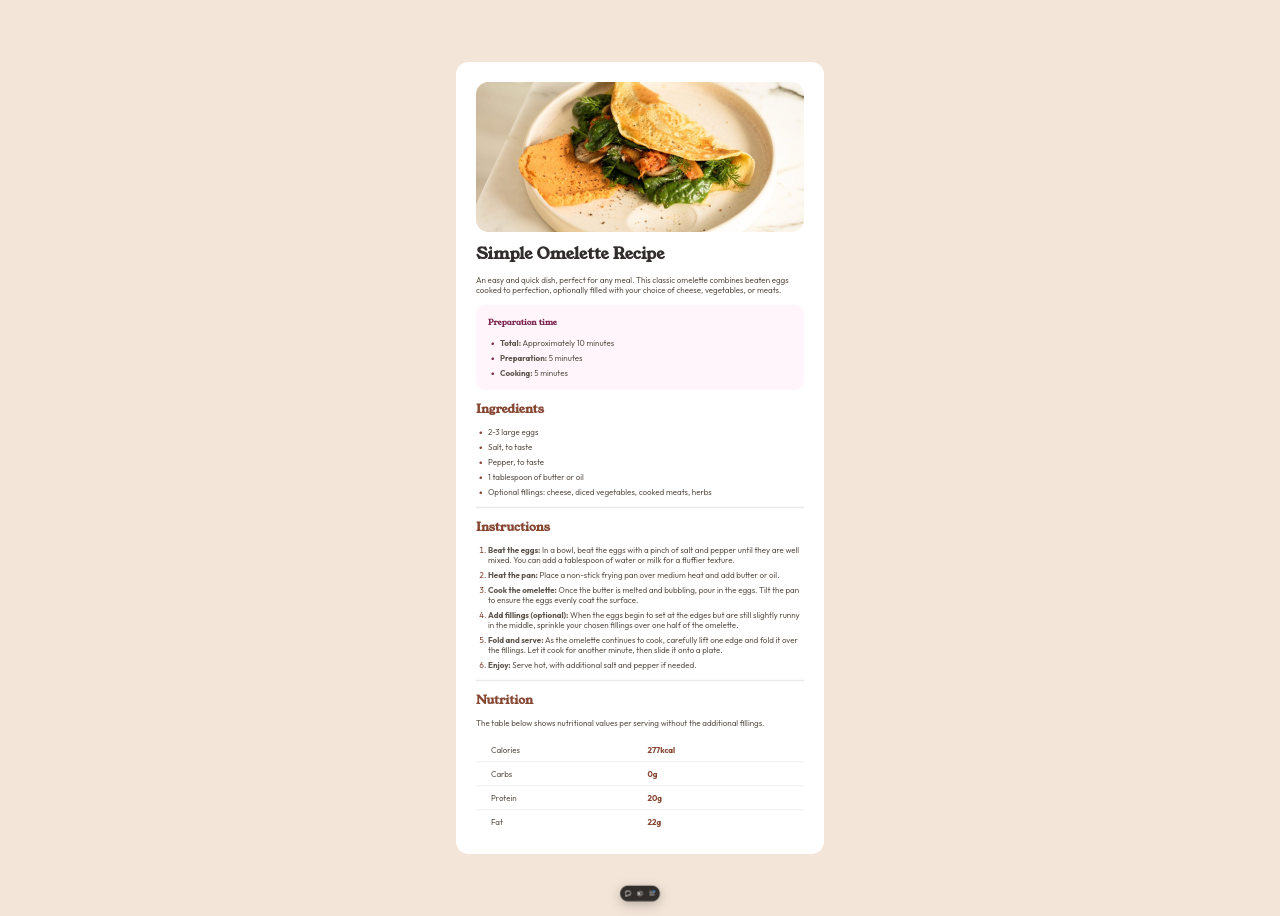 Simple Omelette Recipe
An easy and quick dish, perfect for any meal. This classic omelette combines beaten eggs
cooked to perfection, optionally filled with your choice of cheese, vegetables, or meats.
Preparation time
• Total: Approximately 10 minutes
• Preparation: 5 minutes
• Cooking: 5 minutes
Ingredients
• 2-3 large eggs
• Salt, to taste
• Pepper, to taste
• 1 tablespoon of butter or oil
• Optional fillings: cheese, diced vegetables, cooked meats, herbs
Instructions
1. Beat the eggs: In a bowl, beat the eggs with a pinch of salt and pepper until they are well
mixed. You can add a tablespoon of water or milk for a fluffier texture.
2. Heat the pan: Place a non-stick frying pan over medium heat and add butter or oil.
3. Cook the omelette: Once the butter is melted and bubbling, pour in the eggs. Tilt the pan
to ensure the eggs evenly coat the surface.
4. Add fillings (optional): When the eggs begin to set at the edges but are still slightly runny
in the middle, sprinkle your chosen fillings over one half of the omelette.
5. Fold and serve: As the omelette continues to cook, carefully lift one edge and fold it over
the fillings. Let it cook for another minute, then slide it onto a plate.
6. Enjoy: Serve hot, with additional salt and pepper if needed.
Nutrition
The table below shows nutritional values per serving without the additional fillings.
Calories 277kcal
Carbs 0g
Protein 20g
Fat 22g